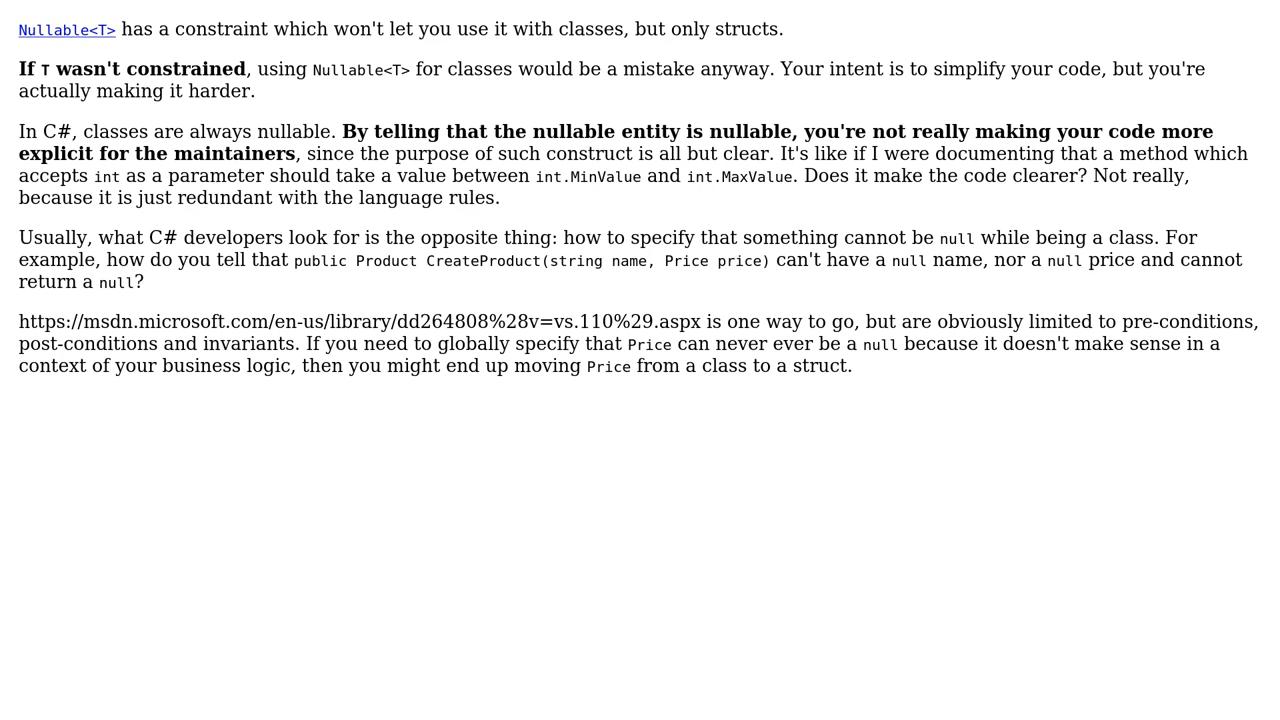 Nullable<T> has a constraint which won't let you use it with classes, but only structs.
If T wasn't constrained, using Nullable<T> for classes would be a mistake anyway. Your intent is to simplify your code, but you're
actually making it harder.
In C#, classes are always nullable. By telling that the nullable entity is nullable, you're not really making your code more
explicit for the maintainers, since the purpose of such construct is all but clear. It's like if I were documenting that a method which
accepts int as a parameter should take a value between int.MinValue and int.MaxValue. Does it make the code clearer? Not really,
because it is just redundant with the language rules.
Usually, what C# developers look for is the opposite thing: how to specify that something cannot be null while being a class. For
example, how do you tell that public Product CreateProduct(string name, Price price) can't have a null name, nor a null price and cannot
return a null?
https://msdn.microsoft.com/en-us/library/dd264808%28v=vs.110%29.aspx is one way to go, but are obviously limited to pre-conditions,
post-conditions and invariants. If you need to globally specify that Price can never ever be a null because it doesn't make sense in a
context of your business logic, then you might end up moving Price from a class to a struct.